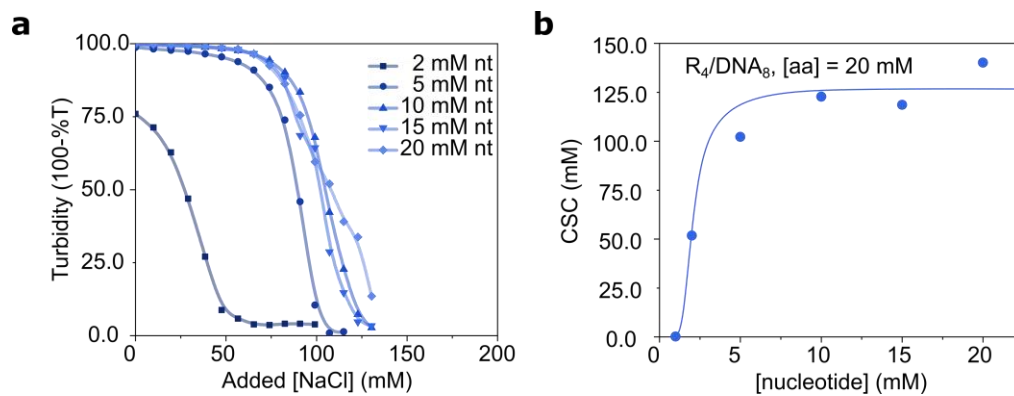 a
100.0
75.0
50.0
25.0
0.0
Turbidity (100-%T)
0
50
100
150
200
Added [NaCl] (mM)
2 mM nt
5 mM nt
10 mM nt
15 mM nt
20 mM nt
b
R₄/DNA₈, [aa] = 20 mM
150.0
125.0
100.0
75.0
50.0
25.0
0.0
CSC (mM)
0
5
10
15
20
[nucleotide] (mM)